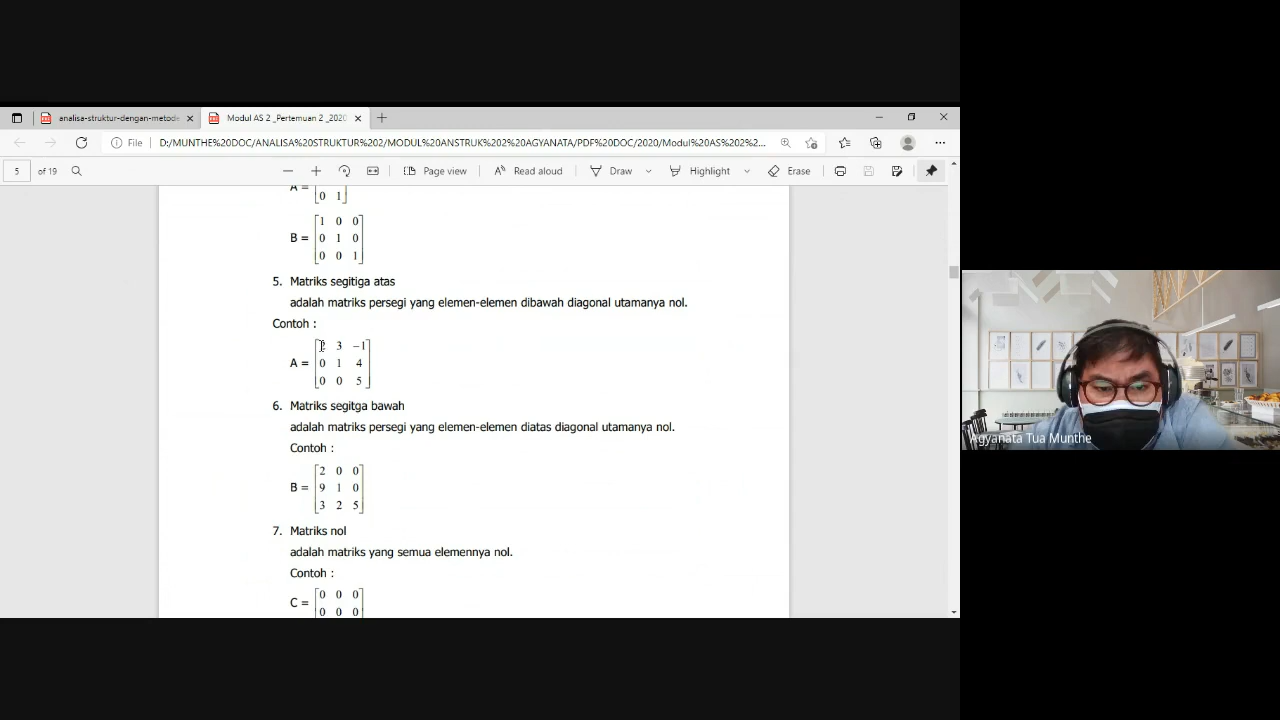 analisa-struktur-dengan-metode
Modul AS 2 _Pertemuan 2 _2020
File
D:/MUNTHE%20DOC/ANALISA%20STRUKTUR%202/MODUL%20ANSTRUK%202%20AGYANATA/PDF%20DOC/2020/Modul%20AS%202%...
5 of 19
Page view
Read aloud
Draw
Highlight
Erase
A =
0 1
1 0 0
B = 0 1 0
0 0 1
5. Matriks segitiga atas
adalah matriks persegi yang elemen-elemen dibawah diagonal utamanya nol.
Contoh :
3 −1
A = 0 1 4
0 0 5
6. Matriks segitga bawah
adalah matriks persegi yang elemen-elemen diatas diagonal utamanya nol.
Contoh :
2 0 0
B = 9 1 0
3 2 5
7. Matriks nol
adalah matriks yang semua elemennya nol.
Contoh :
0 0 0
C =
0 0 0
Agyanata Tua Munthe